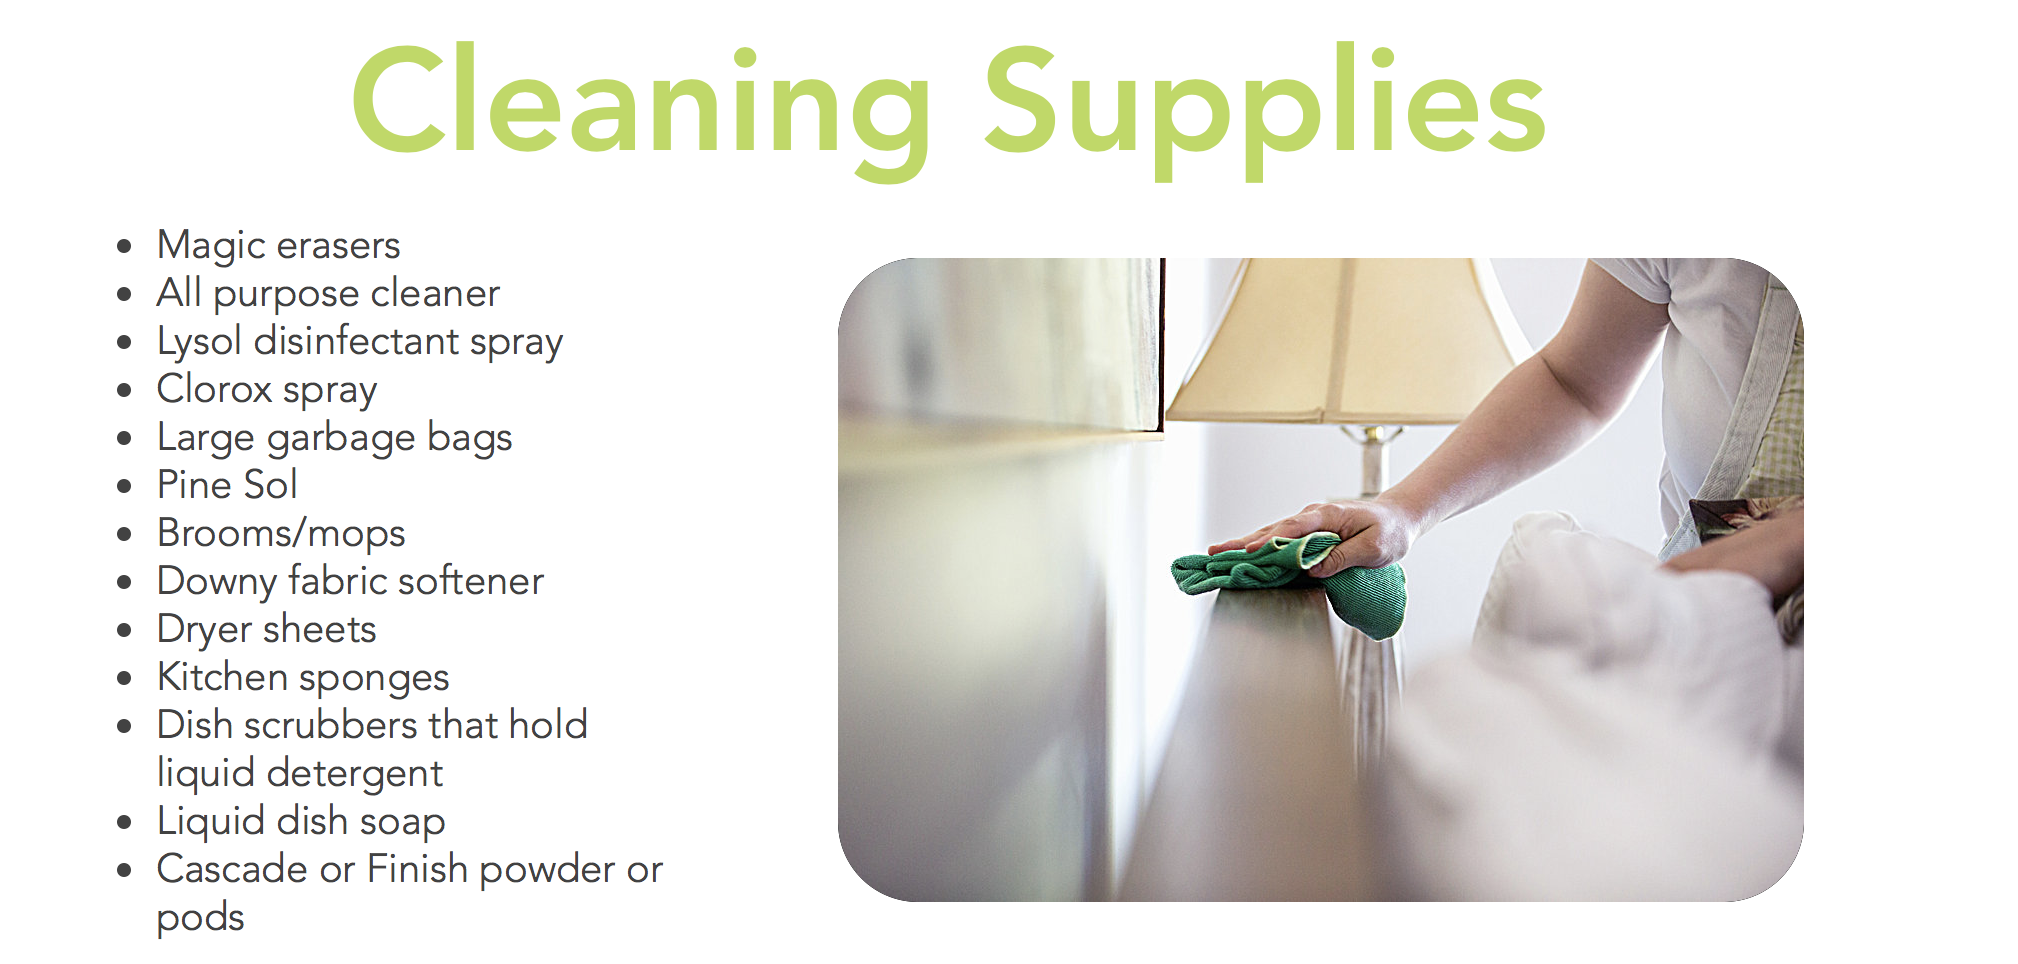 Cleaning Supplies
• Magic erasers
• All purpose cleaner
• Lysol disinfectant spray
• Clorox spray
• Large garbage bags
• Pine Sol
• Brooms/mops
• Downy fabric softener
• Dryer sheets
• Kitchen sponges
• Dish scrubbers that hold
liquid detergent
• Liquid dish soap
• Cascade or Finish powder or
pods